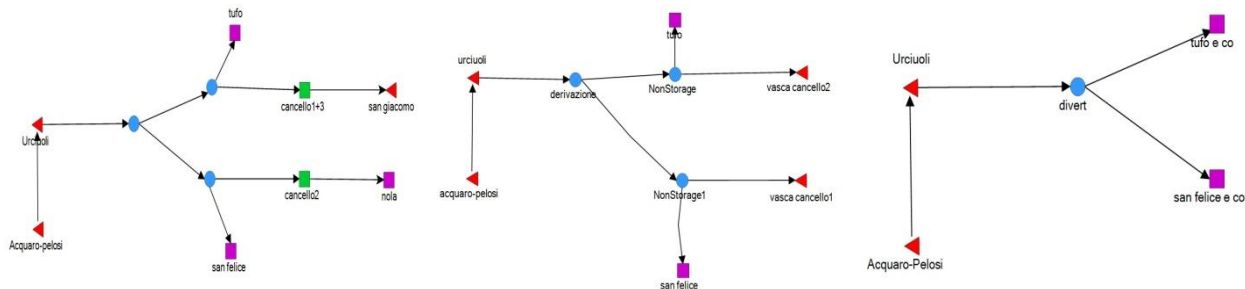 tufo
Urciuoli
cancello1+3
san giacomo
cancello2
nola
Acquaro-pelosi
san felice
tufo
urciuoli
derivazione
NonStorage
vasca cancello2
acquaro-pelosi
NonStorage1
vasca cancello1
san felice
Urciuoli
tufo e co
divert
san felice e co
Acquaro-Pelosi